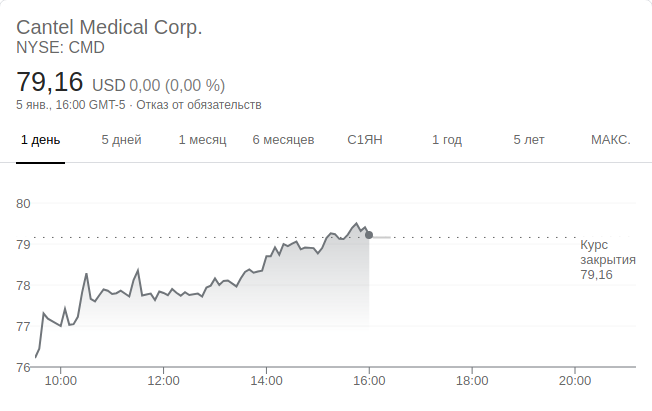 Cantel Medical Corp.
NYSE: CMD
79,16 USD 0,00 (0,00 %)
5 янв., 16:00 GMT-5 · Отказ от обязательств
1 день 5 дней 1 месяц 6 месяцев С1ЯН 1 год 5 лет МАКС.
80
79
78
77
76
Курс
закрытия
79,16
10:00 12:00 14:00 16:00 18:00 20:00